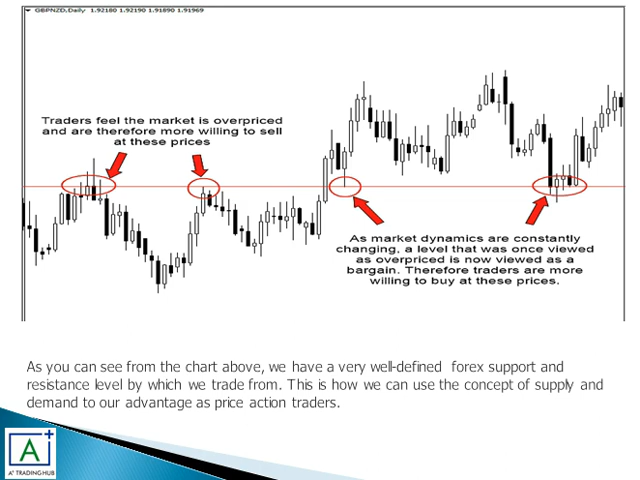 GBPNZD.Daily 1.92180 1.92190 1.91890 1.91969
Traders feel the market is overpriced
and are therefore more willing to sell
at these prices
As market dynamics are constantly
changing, a level that was once viewed
as overpriced is now viewed as a
bargain. Therefore traders are more
willing to buy at these prices.
As you can see from the chart above, we have a very well-defined forex support and
resistance level by which we trade from. This is how we can use the concept of supply and
demand to our advantage as price action traders.
A+
A+ TRADING HUB